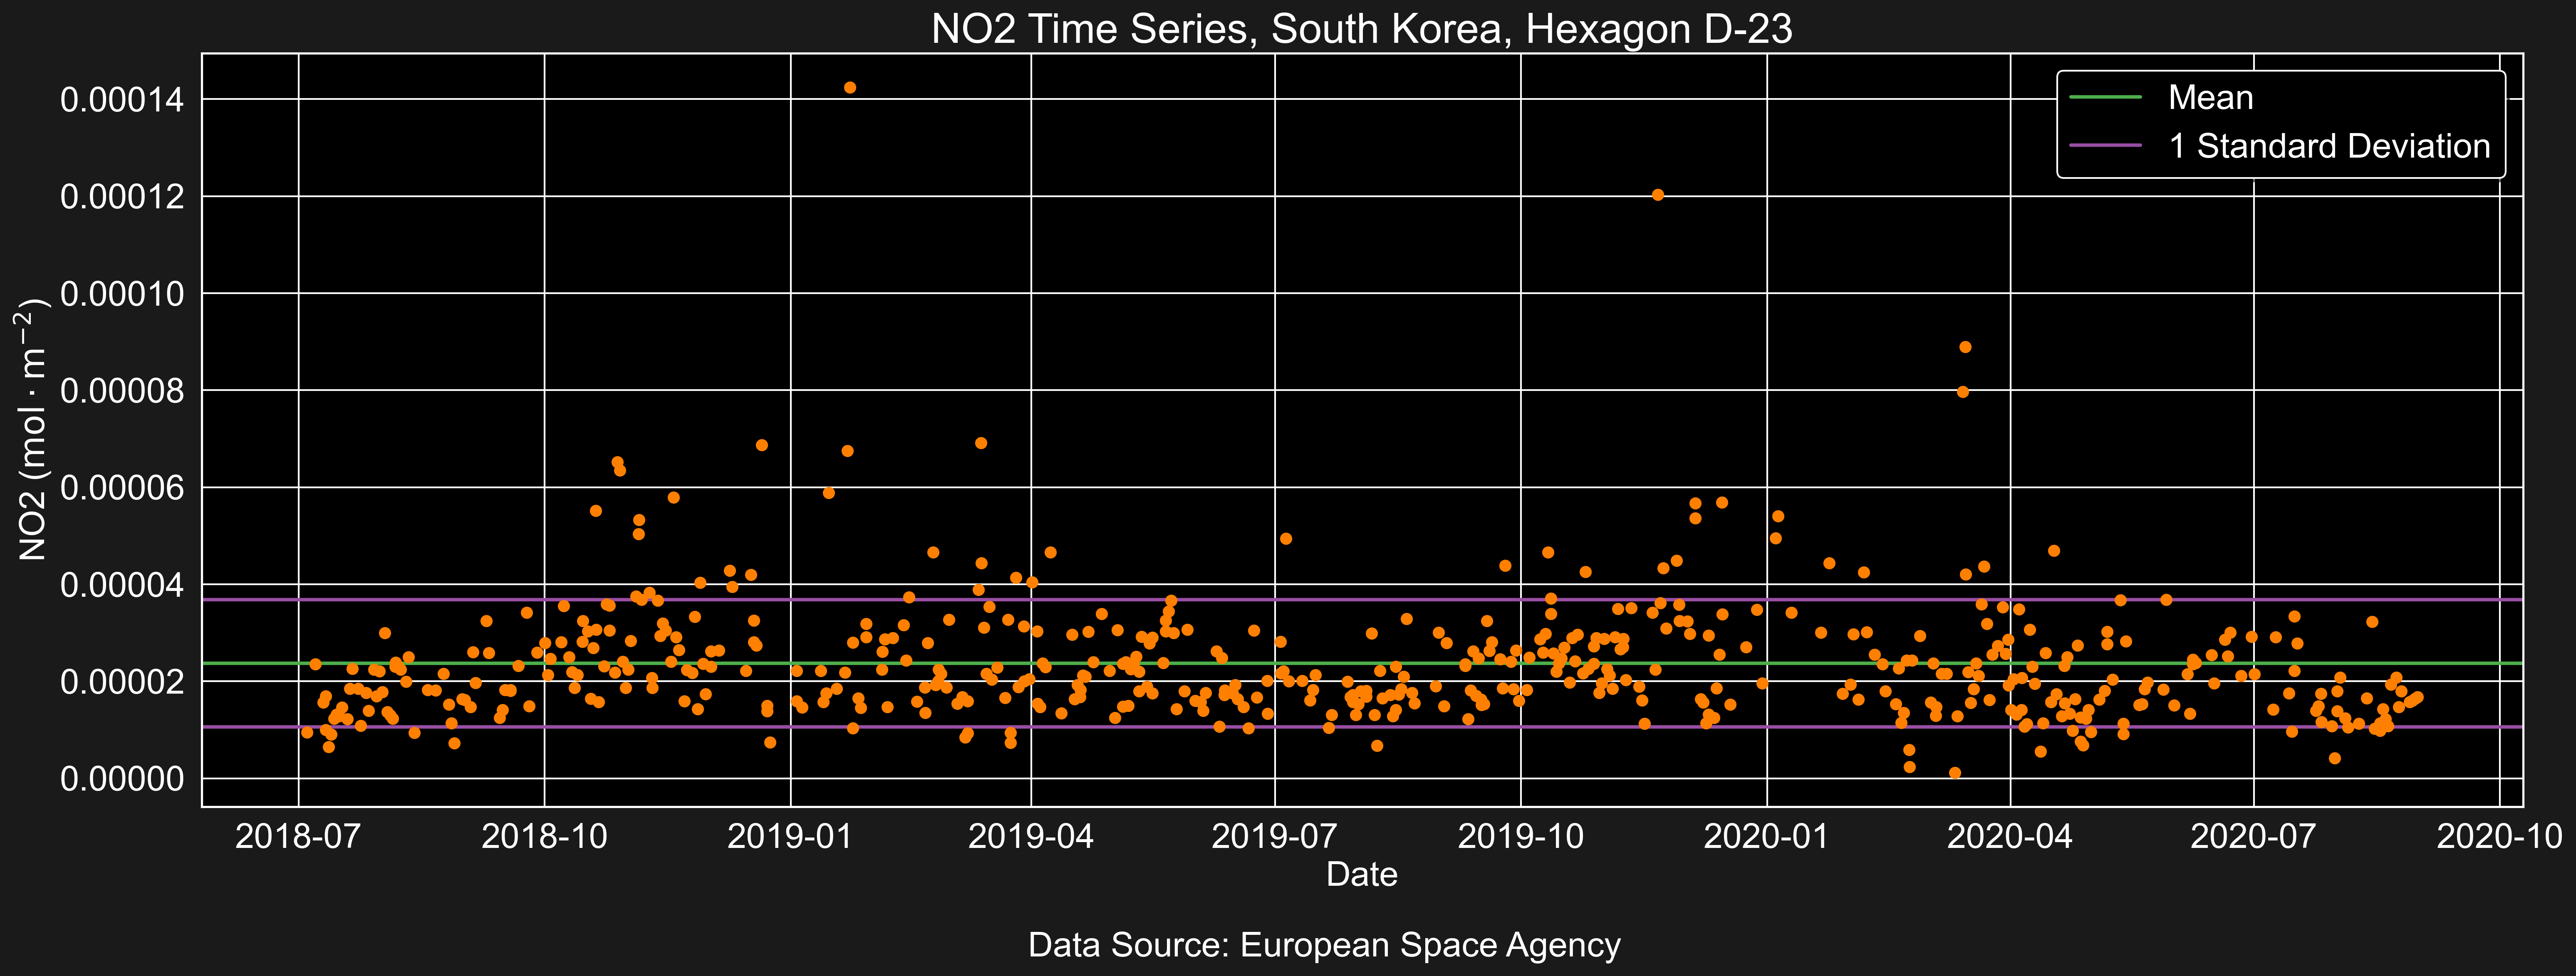 NO2 Time Series, South Korea, Hexagon D-23
Mean
1 Standard Deviation
NO2 (mol · m⁻²)
0.00014
0.00012
0.00010
0.00008
0.00006
0.00004
0.00002
0.00000
2018-07 2018-10 2019-01 2019-04 2019-07 2019-10 2020-01 2020-04 2020-07 2020-10
Date
Data Source: European Space Agency